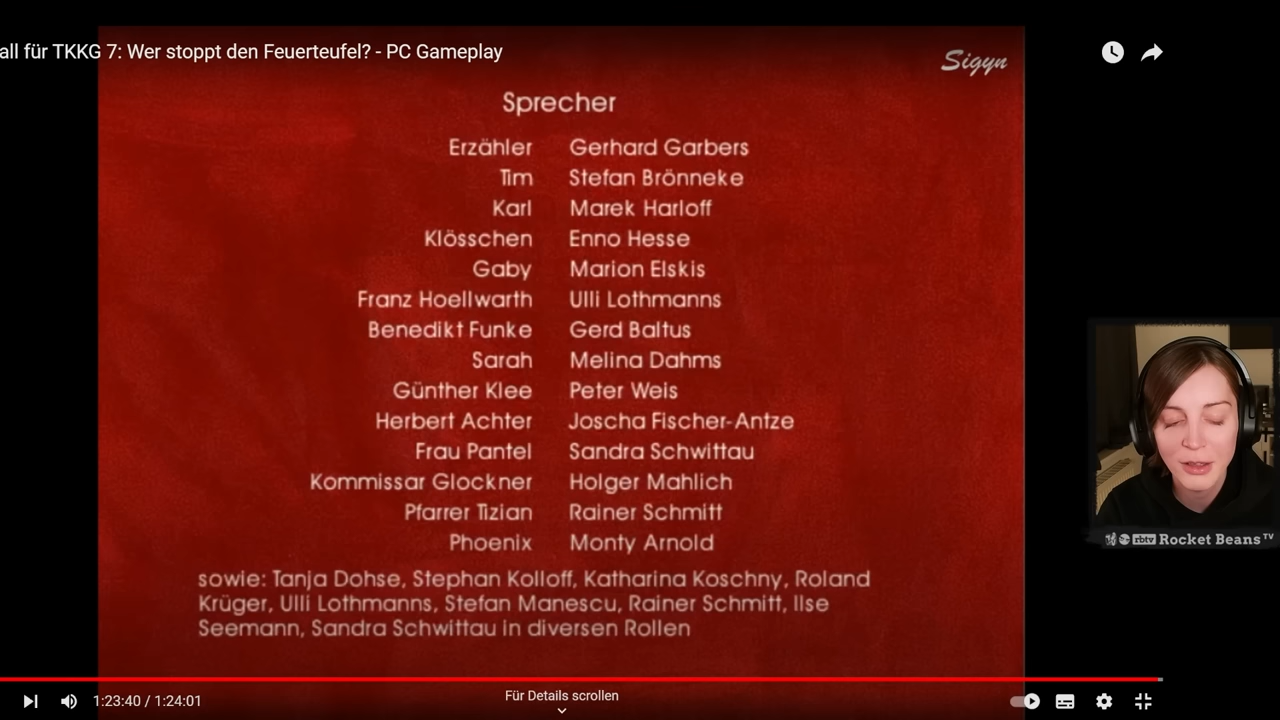 all für TKKG 7: Wer stoppt den Feuerteufel? - PC Gameplay
Sigyn
Sprecher
Erzähler Gerhard Garbers
Tim Stefan Brönneke
Karl Marek Harloff
Klösschen Enno Hesse
Gaby Marion Elskis
Franz Hoellwarth Ulli Lothmanns
Benedikt Funke Gerd Baltus
Sarah Melina Dahms
Günther Klee Peter Weis
Herbert Achter Joscha Fischer-Antze
Frau Pantel Sandra Schwittau
Kommissar Glockner Holger Mahlich
Pfarrer Tizian Rainer Schmitt
Phoenix Monty Arnold
sowie: Tanja Dohse, Stephan Kolloff, Katharina Koschny, Roland
Krüger, Ulli Lothmanns, Stefan Manescu, Rainer Schmitt, Ilse
Seemann, Sandra Schwittau in diversen Rollen
rbtv Rocket Beans TV
1:23:40 / 1:24:01
Für Details scrollen